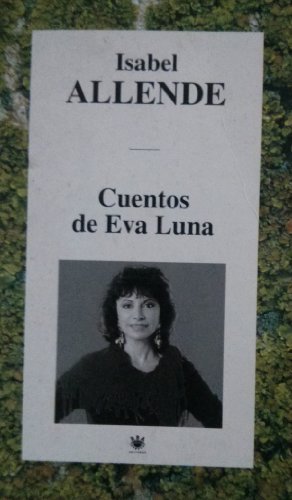 Isabel
ALLENDE
Cuentos
de Eva Luna